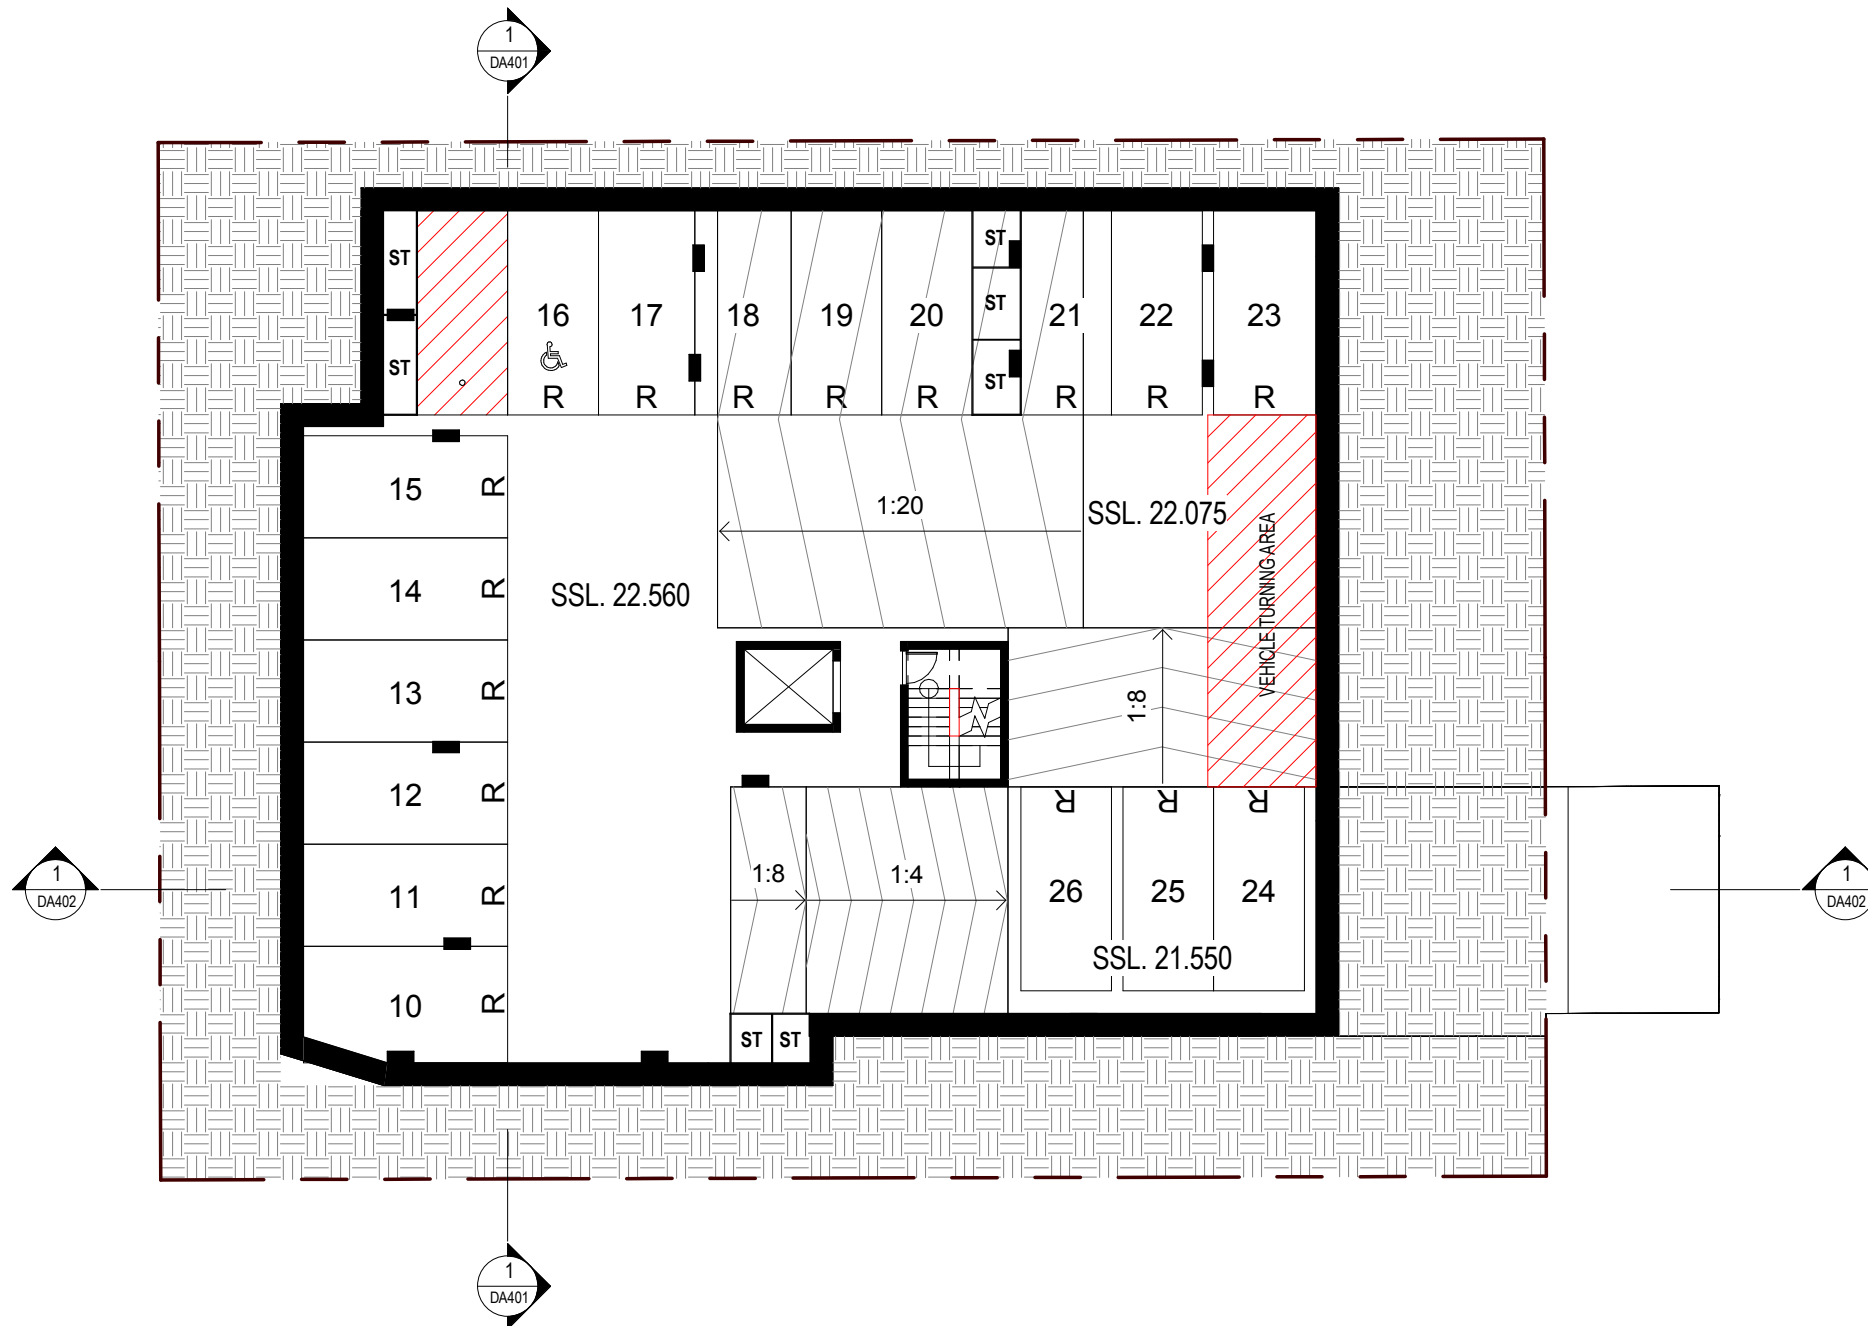 1
DA401
ST
ST
16
R
17
R
18
R
19
R
20
R
ST
ST
ST
21
R
22
R
23
R
15
R
14
R
13
R
12
R
11
R
10
R
1:20
SSL. 22.075
SSL. 22.560
VEHICLE TURNING AREA
1:8
1:8
1:4
R
R
R
26
25
24
SSL. 21.550
ST
ST
1
DA402
1
DA402
1
DA401